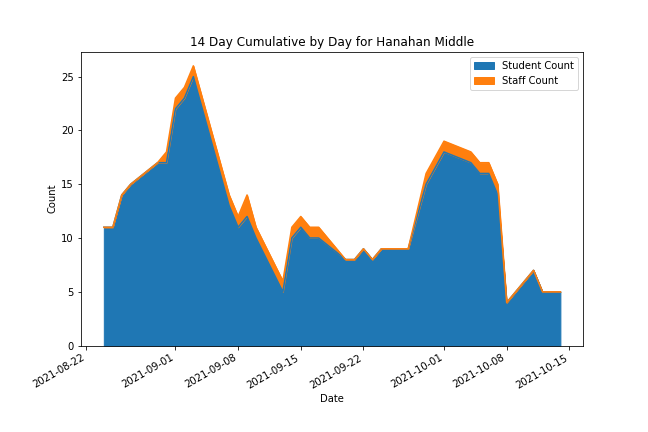 14 Day Cumulative by Day for Hanahan Middle
Student Count
Staff Count
Count
25
20
15
10
5
0
2021-08-22
2021-09-01
2021-09-08
2021-09-15
2021-09-22
2021-10-01
2021-10-08
2021-10-15
Date